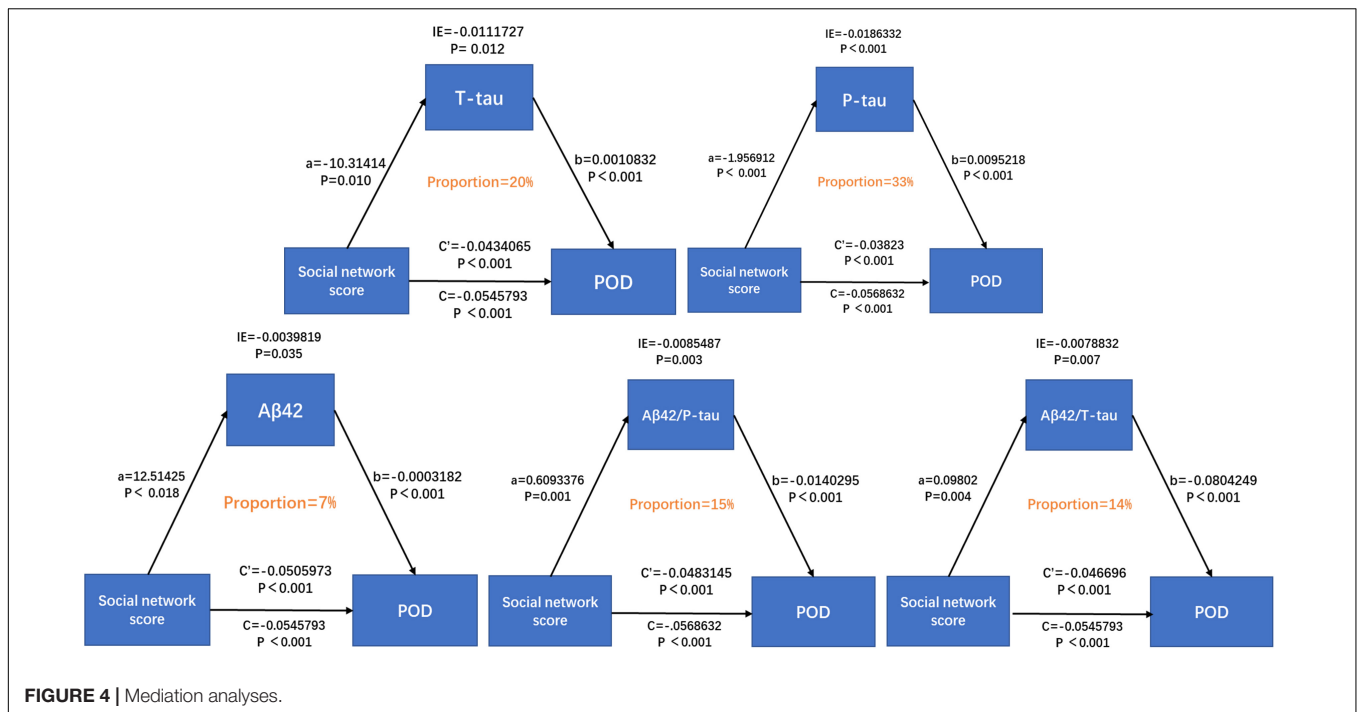 IE=-0.0111727
P= 0.012
T-tau
a=-10.31414
P=0.010
b=0.0010832
P<0.001
Proportion=20%
Social network
score
C'=-0.0434065
P<0.001
C=-0.0545793
P <0.001
POD
IE=-0.0186332
P<0.001
P-tau
a=-1.956912
P< 0.001
b=0.0095218
P<0.001
Proportion=33%
Social network
score
C'=-0.03823
P<0.001
C=-0.0568632
P <0.001
POD
IE=-0.0039819
P=0.035
Aβ42
a=12.51425
P< 0.018
b=-0.0003182
P<0.001
Proportion=7%
Social network
score
C'=-0.0505973
P<0.001
C=-0.0545793
P <0.001
POD
IE=-0.0085487
P=0.003
Aβ42/P-tau
a=0.6093376
P=0.001
b=-0.0140295
P<0.001
Proportion=15%
Social network
score
C'=-0.0483145
P<0.001
C=-.0568632
P <0.001
POD
IE=-0.0078832
P=0.007
Aβ42/T-tau
a=0.09802
P=0.004
b=-0.0804249
P<0.001
Proportion=14%
Social network
score
C'=-0.046696
P<0.001
C=-0.0545793
P <0.001
POD
FIGURE 4 | Mediation analyses.